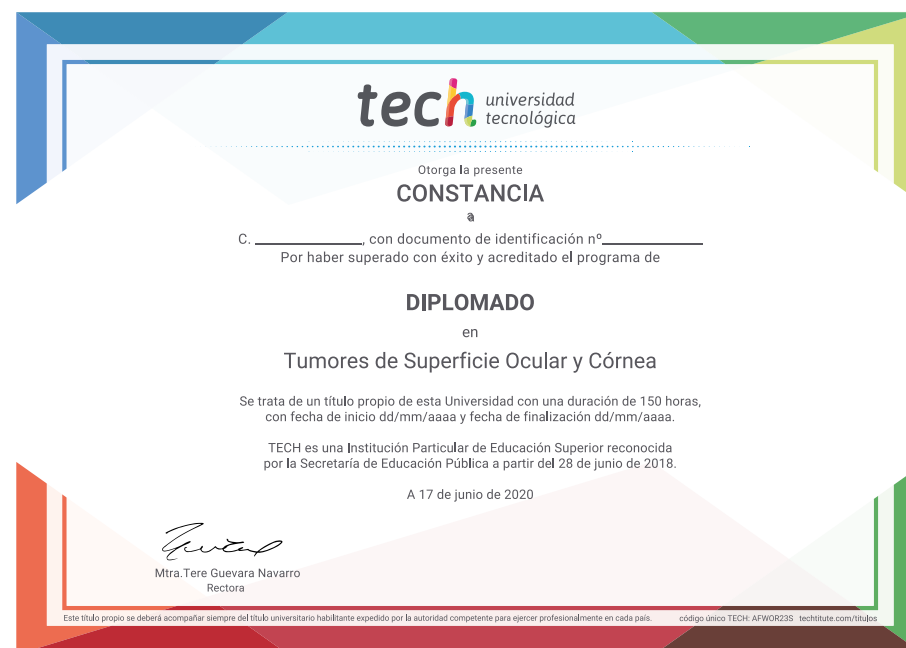 tech universidad
tecnológica
Otorga la presente
CONSTANCIA
a
C. ____________, con documento de identificación nº____________
Por haber superado con éxito y acreditado el programa de
DIPLOMADO
en
Tumores de Superficie Ocular y Córnea
Se trata de un título propio de esta Universidad con una duración de 150 horas,
con fecha de inicio dd/mm/aaaa y fecha de finalización dd/mm/aaaa.
TECH es una Institución Particular de Educación Superior reconocida
por la Secretaría de Educación Pública a partir del 28 de junio de 2018.
A 17 de junio de 2020
Mtra.Tere Guevara Navarro
Rectora
Este título propio se deberá acompañar siempre del título universitario habilitante expedido por la autoridad competente para ejercer profesionalmente en cada país. código único TECH: AFWOR23S techtitute.com/titulos